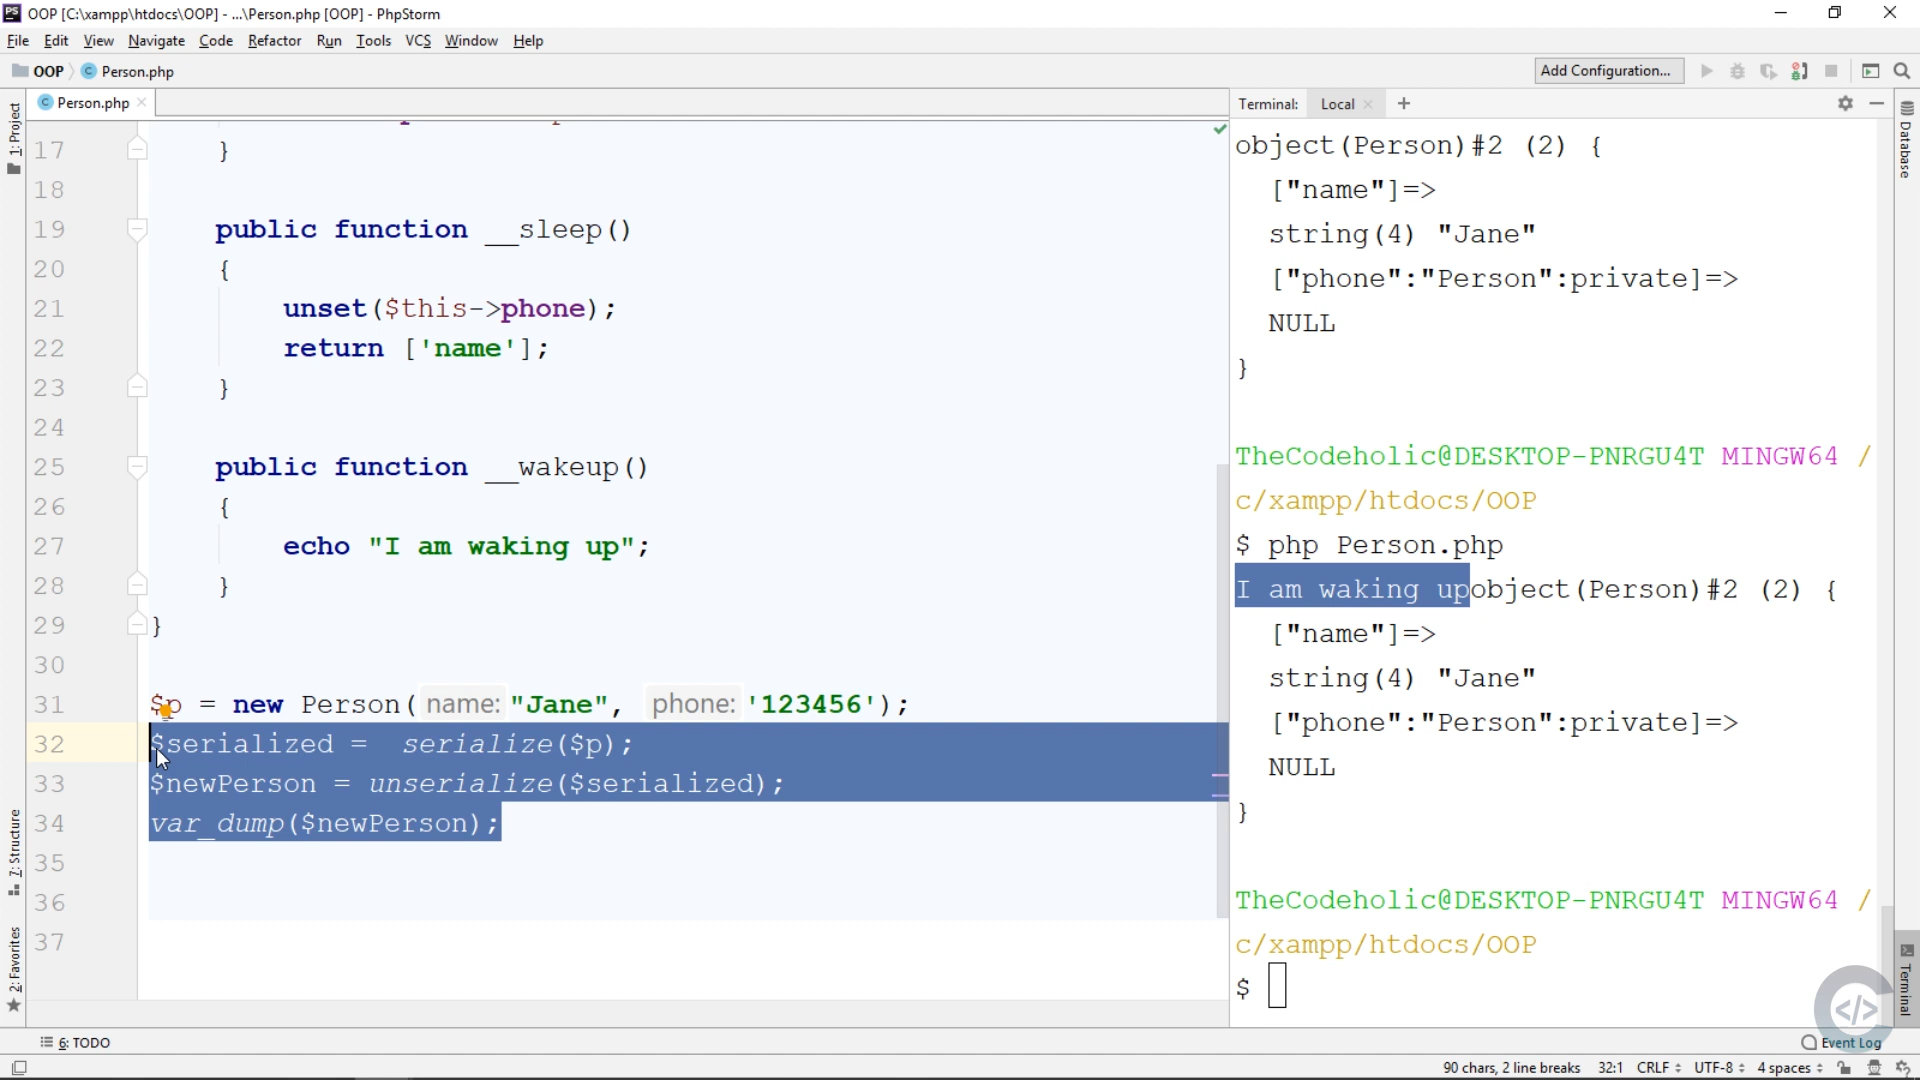 PS OOP [C:\xampp\htdocs\OOP] - ...\Person.php [OOP] - PhpStorm
File Edit View Navigate Code Refactor Run Tools VCS Window Help
OOP Person.php
Add Configuration...
1: Project
Person.php
17 }
18
19 public function __sleep()
20 {
21 unset($this->phone);
22 return ['name'];
23 }
24
25 public function __wakeup()
26 {
27 echo "I am waking up";
28 }
29 }
30
31 $p = new Person( name: "Jane", phone: '123456');
32 $serialized =  serialize($p);
33 $newPerson = unserialize($serialized);
34 var_dump($newPerson);
35
36
37
7: Structure
2: Favorites
Terminal: Local +
object(Person)#2 (2) {
["name"]=>
string(4) "Jane"
["phone":"Person":private]=>
NULL
}
TheCodeholic@DESKTOP-PNRGU4T MINGW64 /
c/xampp/htdocs/OOP
$ php Person.php
I am waking upobject(Person)#2 (2) {
["name"]=>
string(4) "Jane"
["phone":"Person":private]=>
NULL
}
TheCodeholic@DESKTOP-PNRGU4T MINGW64 /
c/xampp/htdocs/OOP
$
Database
Terminal
</>
6: TODO
Event Log
90 chars, 2 line breaks 32:1 CRLF UTF-8 4 spaces